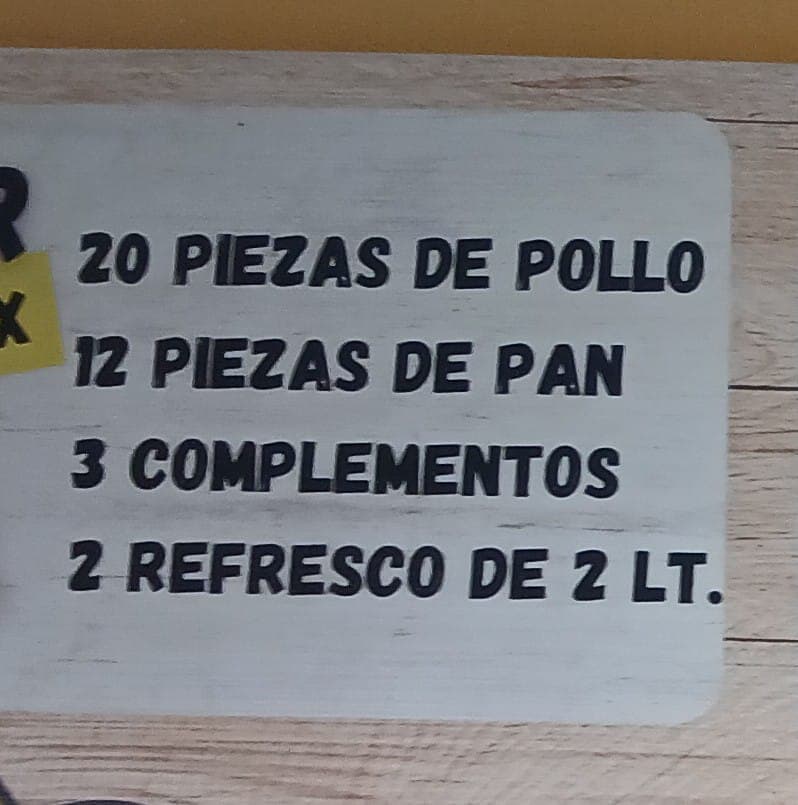 20 PIEZAS DE POLLO
12 PIEZAS DE PAN
3 COMPLEMENTOS
2 REFRESCO DE 2 LT.